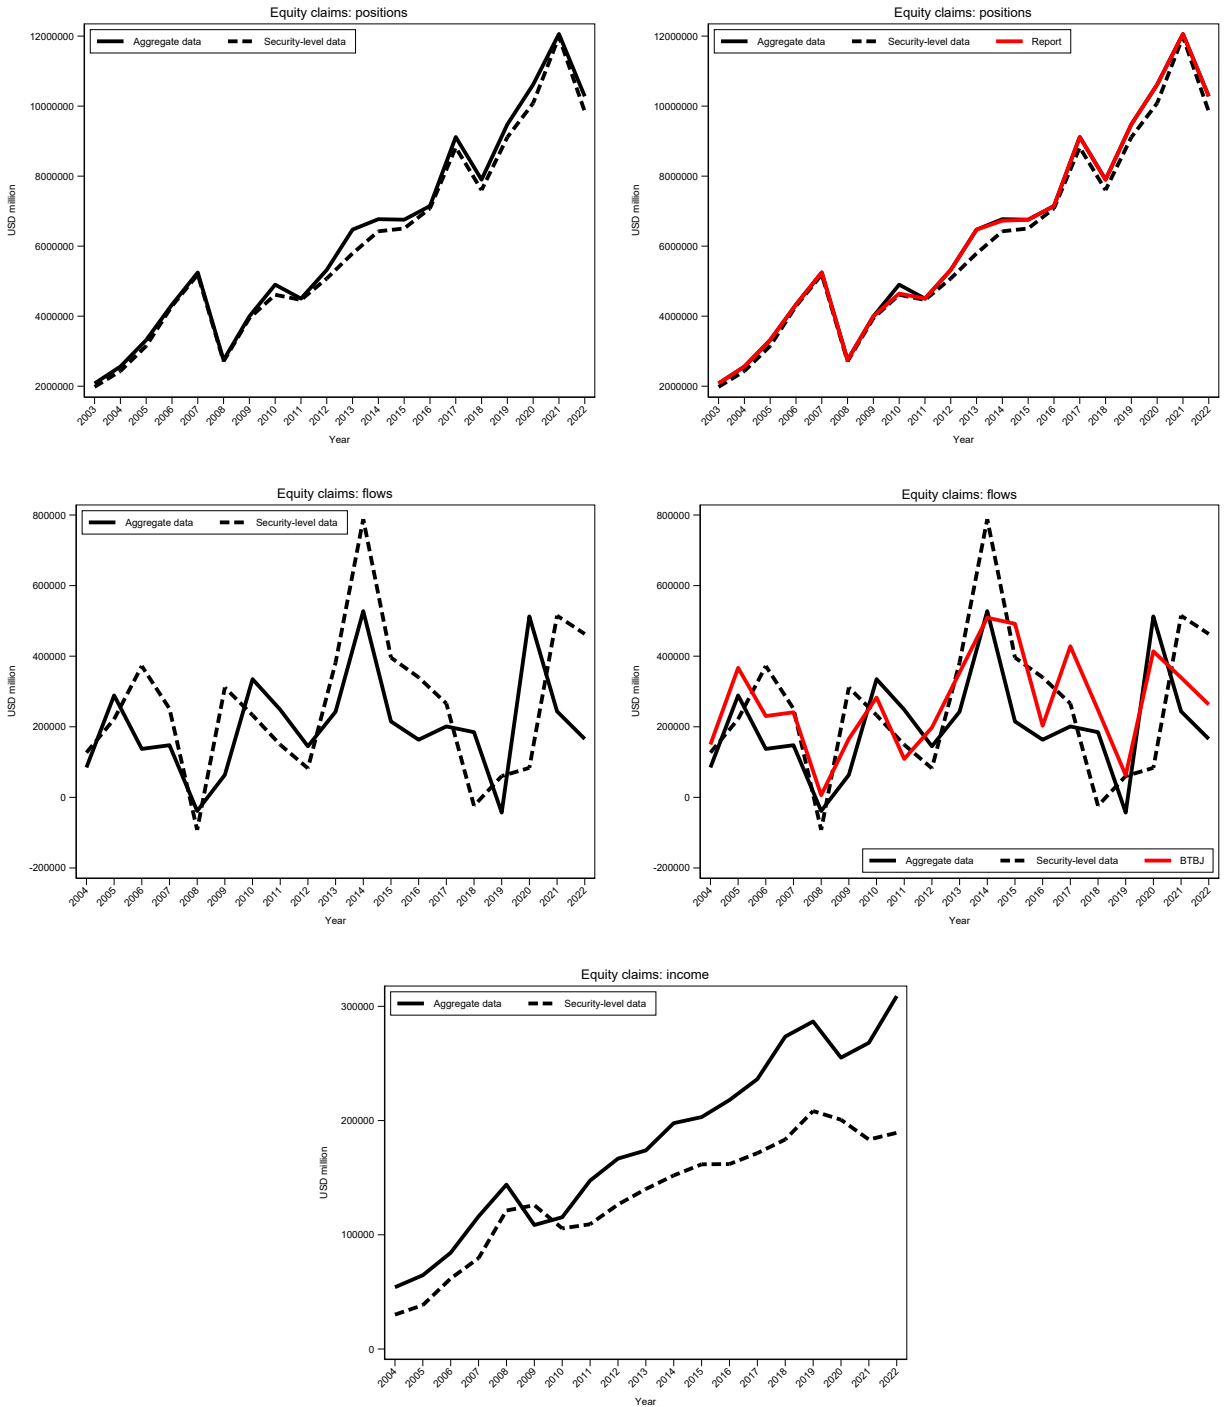 Equity claims: positions
Aggregate data Security-level data
12000000
10000000
8000000
6000000
4000000
2000000
USD million
2003 2004 2005 2006 2007 2008 2009 2010 2011 2012 2013 2014 2015 2016 2017 2018 2019 2020 2021 2022
Year
Equity claims: positions
Aggregate data Security-level data Report
12000000
10000000
8000000
6000000
4000000
2000000
USD million
2003 2004 2005 2006 2007 2008 2009 2010 2011 2012 2013 2014 2015 2016 2017 2018 2019 2020 2021 2022
Year
Equity claims: flows
Aggregate data Security-level data
800000
600000
400000
200000
0
-200000
USD million
2004 2005 2006 2007 2008 2009 2010 2011 2012 2013 2014 2015 2016 2017 2018 2019 2020 2021 2022
Year
Equity claims: flows
800000
600000
400000
200000
0
-200000
USD million
Aggregate data Security-level data BTBJ
2004 2005 2006 2007 2008 2009 2010 2011 2012 2013 2014 2015 2016 2017 2018 2019 2020 2021 2022
Year
Equity claims: income
Aggregate data Security-level data
300000
200000
100000
0
USD million
2004 2005 2006 2007 2008 2009 2010 2011 2012 2013 2014 2015 2016 2017 2018 2019 2020 2021 2022
Year